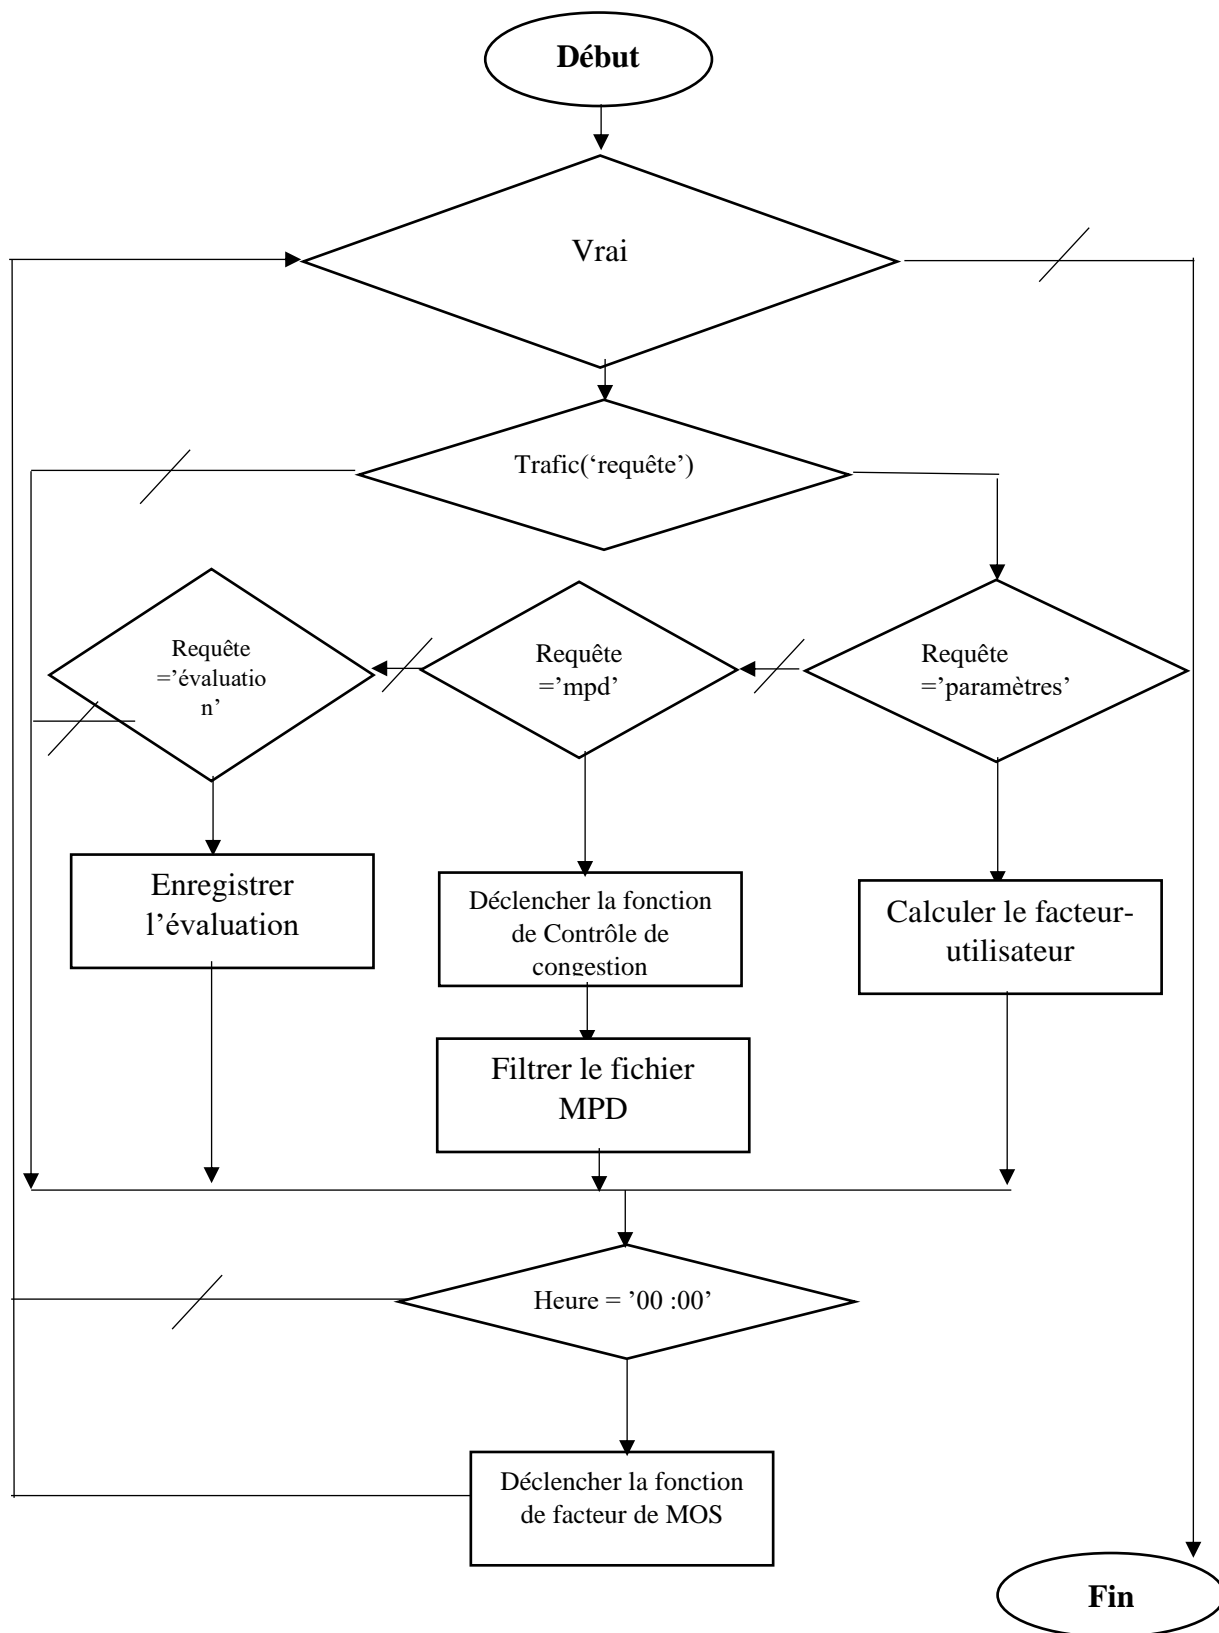 Début
Vrai
Trafic(‘requête’)
Requête
=’évaluatio
n’
Requête
=’mpd’
Requête
=’paramètres’
Enregistrer
l’évaluation
Déclencher la fonction
de Contrôle de
congestion
Calculer le facteur-
utilisateur
Filtrer le fichier
MPD
Heure = ’00 :00’
Déclencher la fonction
de facteur de MOS
Fin